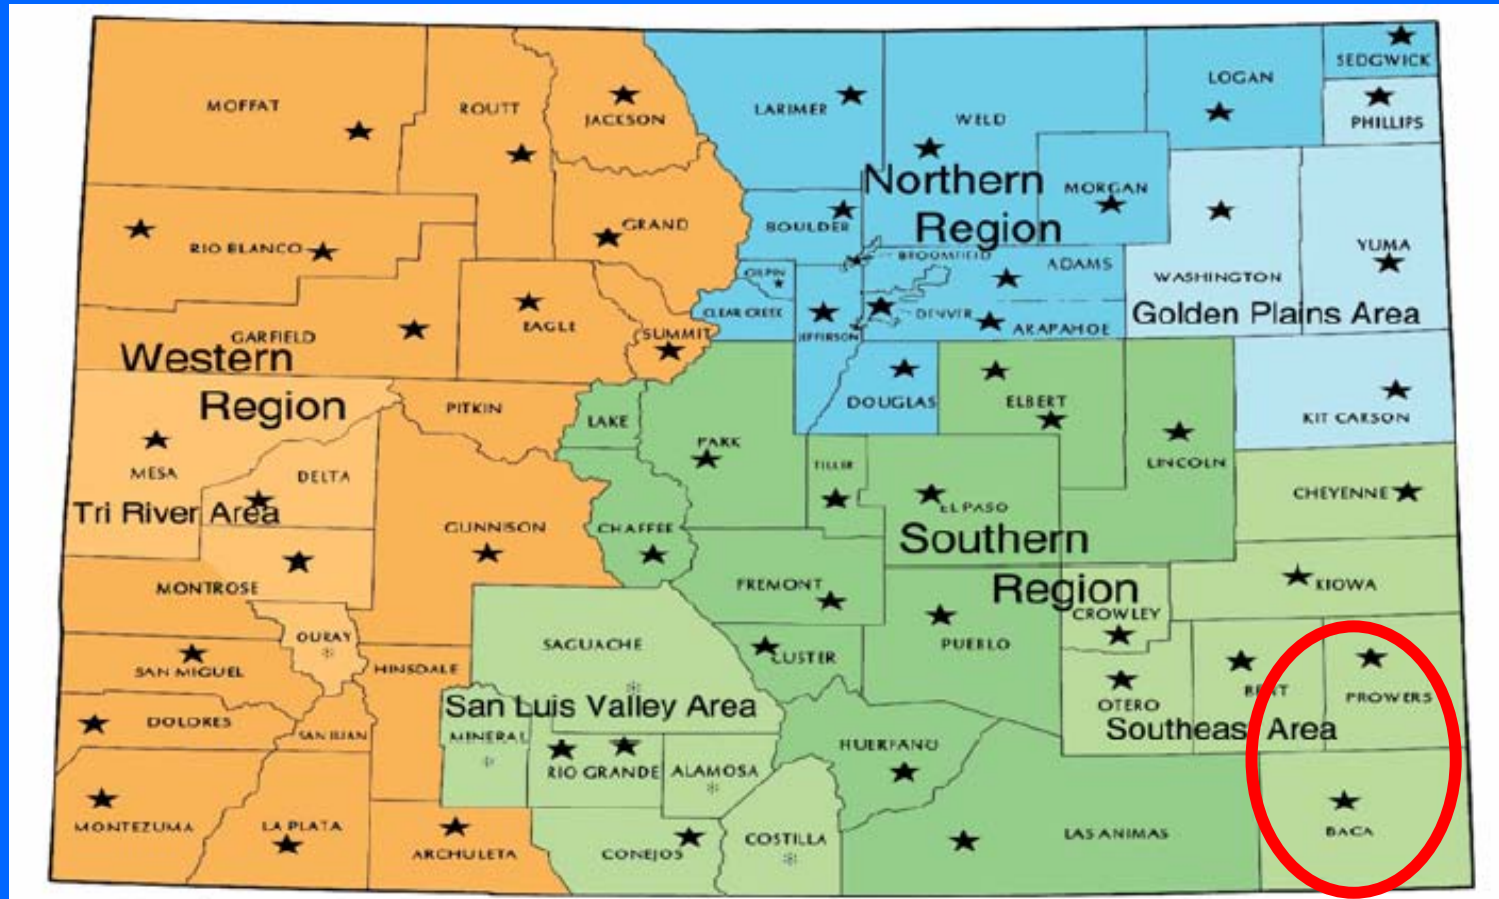 SEDGWICK
LOGAN
MOFFAT
ROUTT
JACKSON
LARIMER
WELD
PHILLIPS
Northern
Region
MORGAN
GRAND
BOULDER
RIO BLANCO
YUMA
BROOMFIELD
ADAMS
WASHINGTON
GILPIN
CLEAR CREEK
DENVER
Golden Plains Area
EAGLE
SUMMIT
JEFFERSON
ARAPAHOE
GARFIELD
Western
Region
PITKIN
LAKE
DOUGLAS
ELBERT
KIT CARSON
PARK
MESA
DELTA
TELLER
LINCOLN
CHEYENNE
Tri River Area
GUNNISON
CHAFFEE
EL PASO
Southern
Region
MONTROSE
FREMONT
KIOWA
CROWLEY
OURAY
SAGUACHE
CUSTER
PUEBLO
SAN MIGUEL
HINSDALE
BENT
PROWERS
OTERO
San Luis Valley Area
Southeast Area
DOLORES
SAN JUAN
MINERAL
HUERFANO
RIO GRANDE
ALAMOSA
MONTEZUMA
LA PLATA
ARCHULETA
CONEJOS
COSTILLA
LAS ANIMAS
BACA